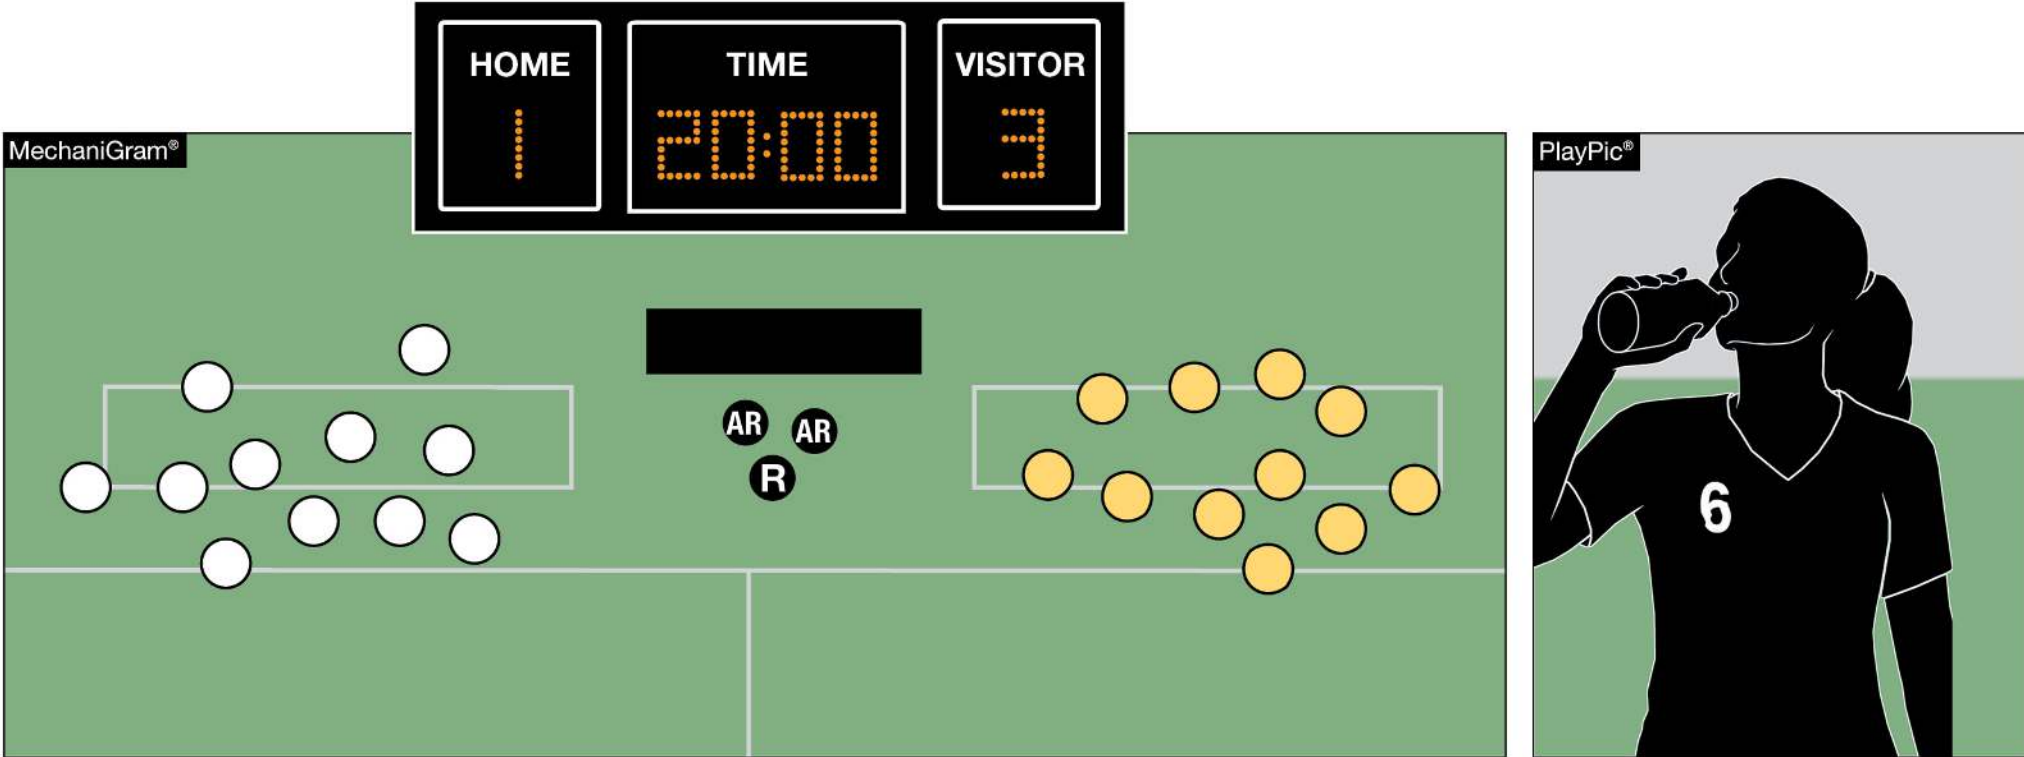 HOME TIME VISITOR
1 20:00 3
MechaniGram®
PlayPic®
AR AR
R
6